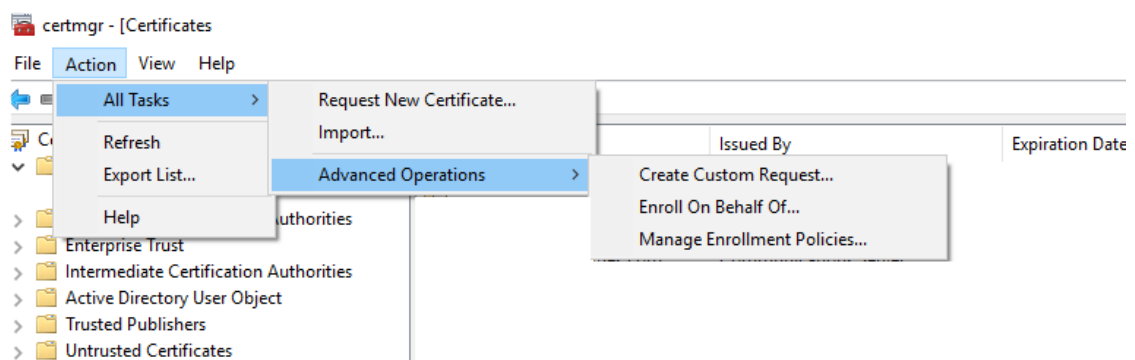 certmgr - [Certificates
File Action View Help
All Tasks
Request New Certificate...
Import...
Refresh
Issued By
Expiration Date
Export List...
Advanced Operations
Create Custom Request...
Enroll On Behalf Of...
Help
Manage Enrollment Policies...
Enterprise Trust
Intermediate Certification Authorities
Active Directory User Object
Trusted Publishers
Untrusted Certificates